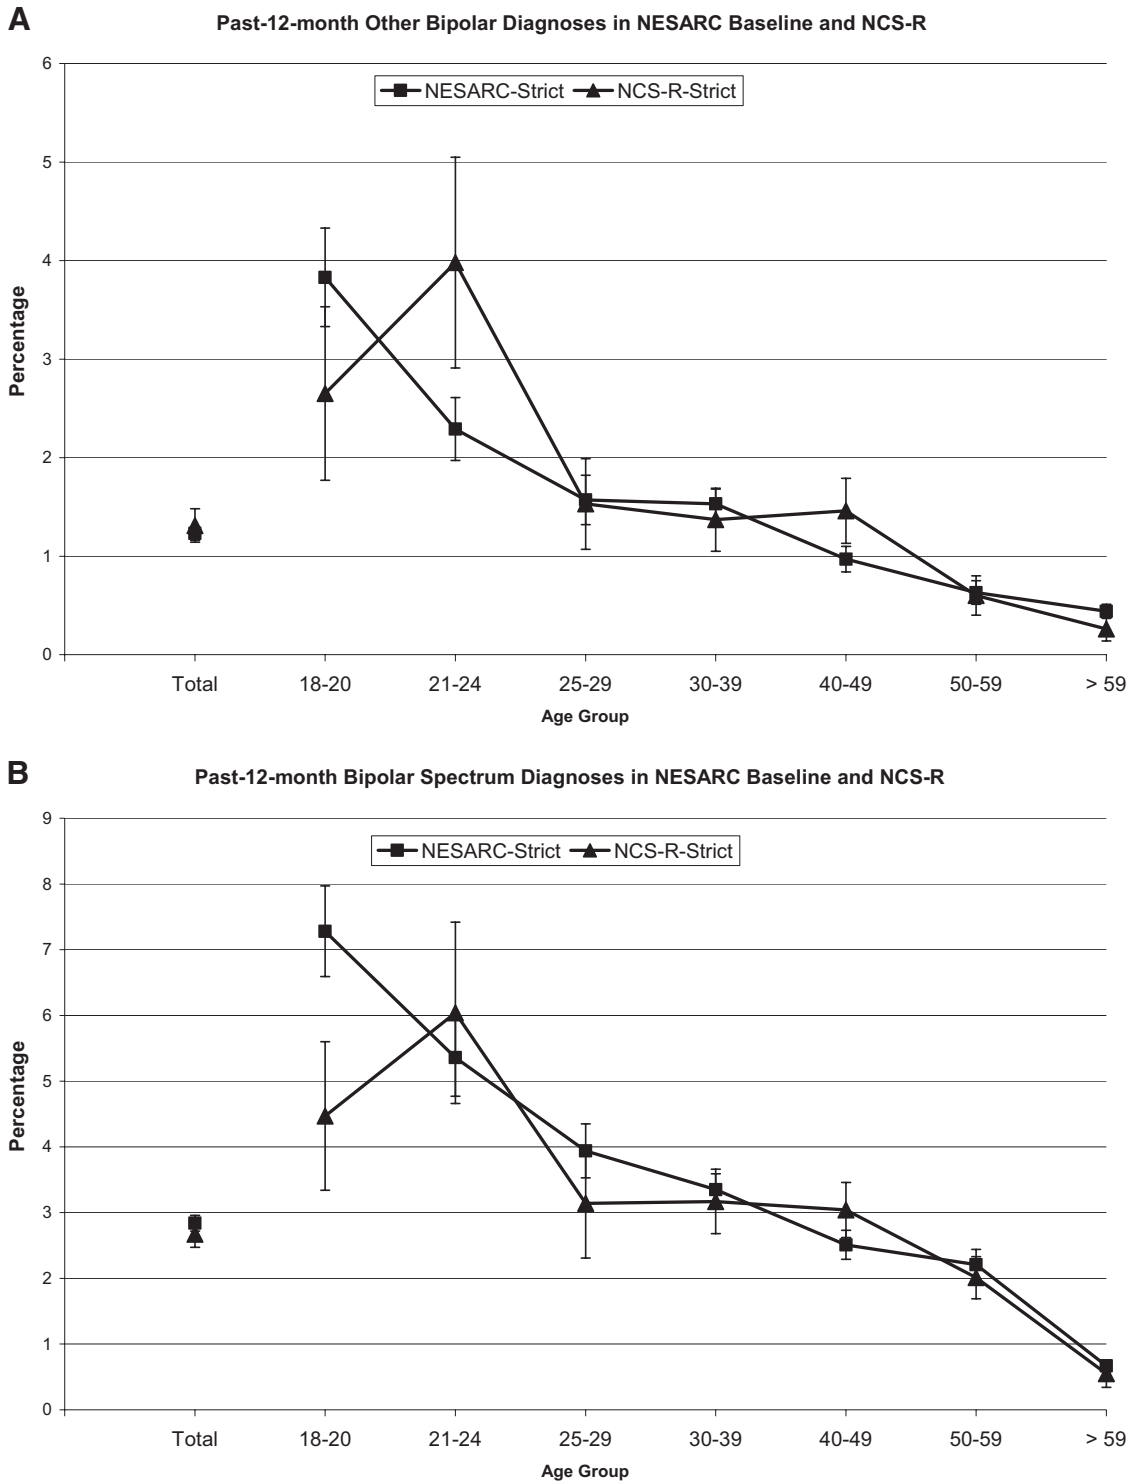 A
Past-12-month Other Bipolar Diagnoses in NESARC Baseline and NCS-R
6
NESARC-Strict NCS-R-Strict
5
4
3
2
1
0
Percentage
Total 18-20 21-24 25-29 30-39 40-49 50-59 > 59
Age Group
B
Past-12-month Bipolar Spectrum Diagnoses in NESARC Baseline and NCS-R
9
NESARC-Strict NCS-R-Strict
8
7
6
5
4
3
2
1
0
Percentage
Total 18-20 21-24 25-29 30-39 40-49 50-59 > 59
Age Group